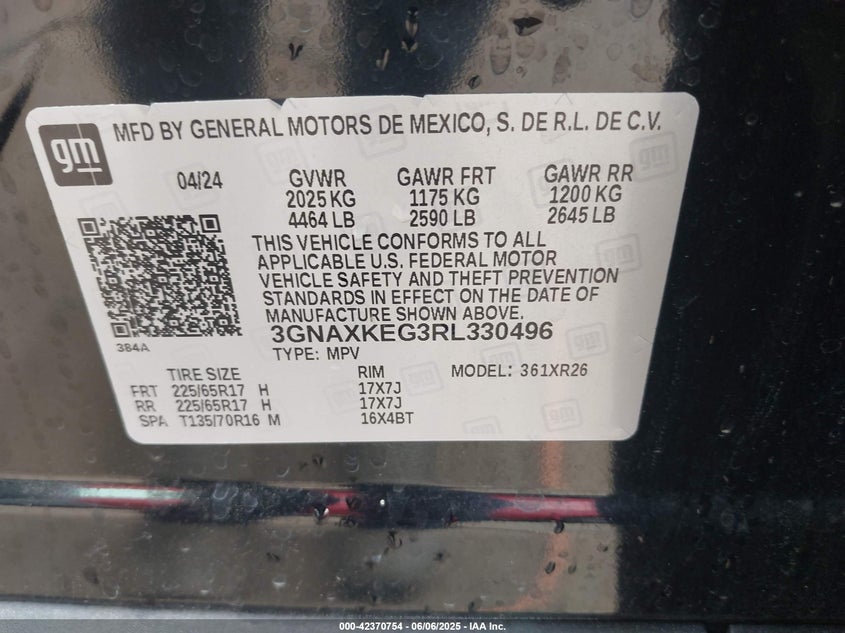 gm
MFD BY GENERAL MOTORS DE MEXICO, S. DE R.L. DE C.V.
04/24 GVWR GAWR FRT GAWR RR
2025 KG 1175 KG 1200 KG
4464 LB 2590 LB 2645 LB
THIS VEHICLE CONFORMS TO ALL
APPLICABLE U.S. FEDERAL MOTOR
VEHICLE SAFETY AND THEFT PREVENTION
STANDARDS IN EFFECT ON THE DATE OF
MANUFACTURE SHOWN ABOVE.
384A
3GNAXKEG3RL330496
TYPE: MPV
TIRE SIZE RIM MODEL: 361XR26
FRT 225/65R17 H 17X7J
RR 225/65R17 H 17X7J
SPA T135/70R16 M 16X4BT
000-42370754 - 06/06/2025 - IAA Inc.